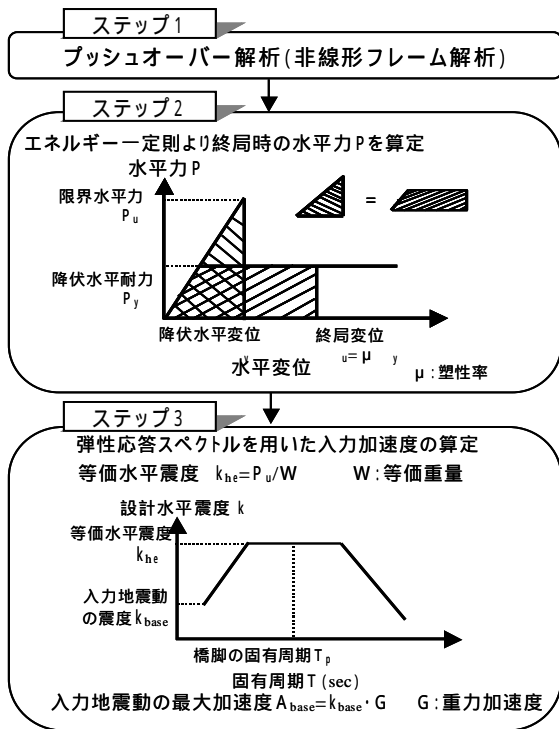 ステップ1
プッシュオーバー解析(非線形フレーム解析)
ステップ2
エネルギー一定則より終局時の水平力Pを算定
水平力P
限界水平力
Pu
=
降伏水平耐力
Py
降伏水平変位
y
終局変位
u=μ y
水平変位
μ:塑性率
ステップ3
弾性応答スペクトルを用いた入力加速度の算定
等価水平震度 khe=Pu/W W:等価重量
設計水平震度 k
等価水平震度
khe
入力地震動
の震度 kbase
橋脚の固有周期Tp
固有周期T(sec)
入力地震動の最大加速度Abase=kbase・G G:重力加速度